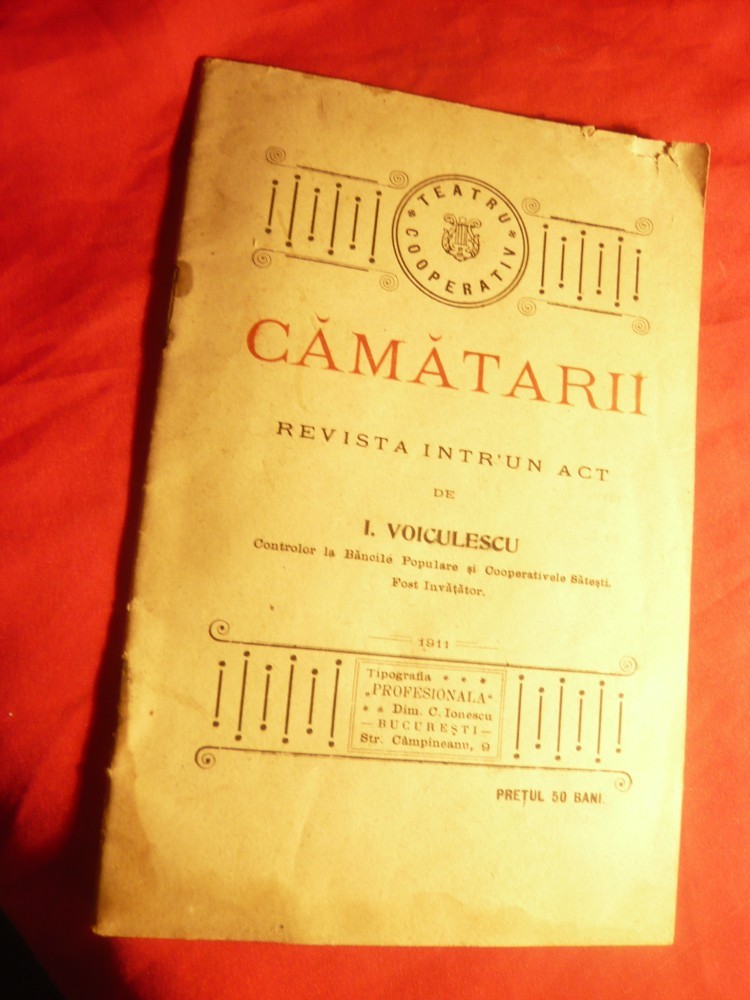 * TEATRU *
COOPERATIV
CĂMĂTARII
REVISTA INTR'UN ACT
DE
I. VOICULESCU
Controlor la Băncile Populare și Cooperativele Sătești.
Fost Invățător.
1911
Tipografia
„PROFESIONALA“
Dim. C. Ionescu
— BUCUREȘTI —
Str. Câmpineanu, 9
PREȚUL 50 BANI.